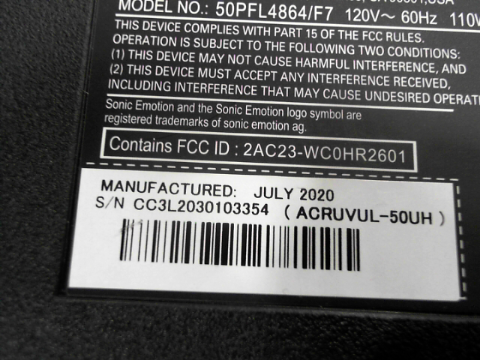 MODEL NO.: 50PFL4864/F7 120V~ 60Hz 110W
THIS DEVICE COMPLIES WITH PART 15 OF THE FCC RULES.
OPERATION IS SUBJECT TO THE FOLLOWING TWO CONDITIONS:
(1) THIS DEVICE MAY NOT CAUSE HARMFUL INTERFERENCE, AND
(2) THIS DEVICE MUST ACCEPT ANY INTERFERENCE RECEIVED,
INCLUDING INTERFERENCE THAT MAY CAUSE UNDESIRED
Sonic Emotion and the Sonic Emotion logo symbol are
registered trademarks of sonic emotion ag.
Contains FCC ID : 2AC23-WC0HR2601
MANUFACTURED: JULY 2020
S/N CC3L2030103354 ( ACRUVUL-50UH )